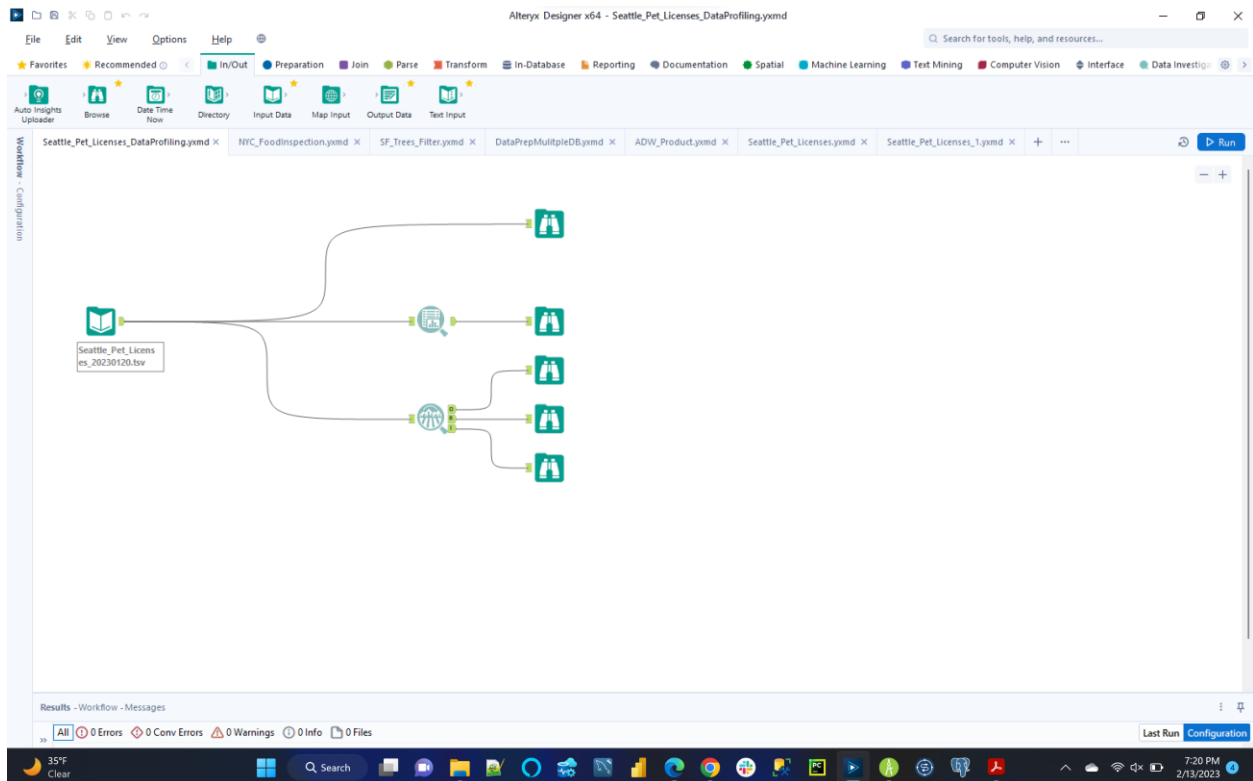 Alteryx Designer x64 - Seattle_Pet_Licenses_DataProfiling.yxmd
File Edit View Options Help
Search for tools, help, and resources...
Favorites Recommended In/Out Preparation Join Parse Transform In-Database Reporting Documentation Spatial Machine Learning Text Mining Computer Vision Interface Data Investiga
Auto Insights Uploader
Browse
Date Time Now
Directory
Input Data
Map Input
Output Data
Text Input
Seattle_Pet_Licenses_DataProfiling.yxmd NYC_FoodInspection.yxmd SF_Trees_Filter.yxmd DataPrepMulitpleDB.yxmd ADW_Product.yxmd Seattle_Pet_Licenses.yxmd Seattle_Pet_Licenses_1.yxmd + ... Run
Workflow - Configuration
Seattle_Pet_Licens
es_20230120.tsv
D
R
I
Results - Workflow - Messages
All 0 Errors 0 Conv Errors 0 Warnings 0 Info 0 Files
Last Run Configuration
35°F
Clear
Search
PC
7:20 PM
2/13/2023
4